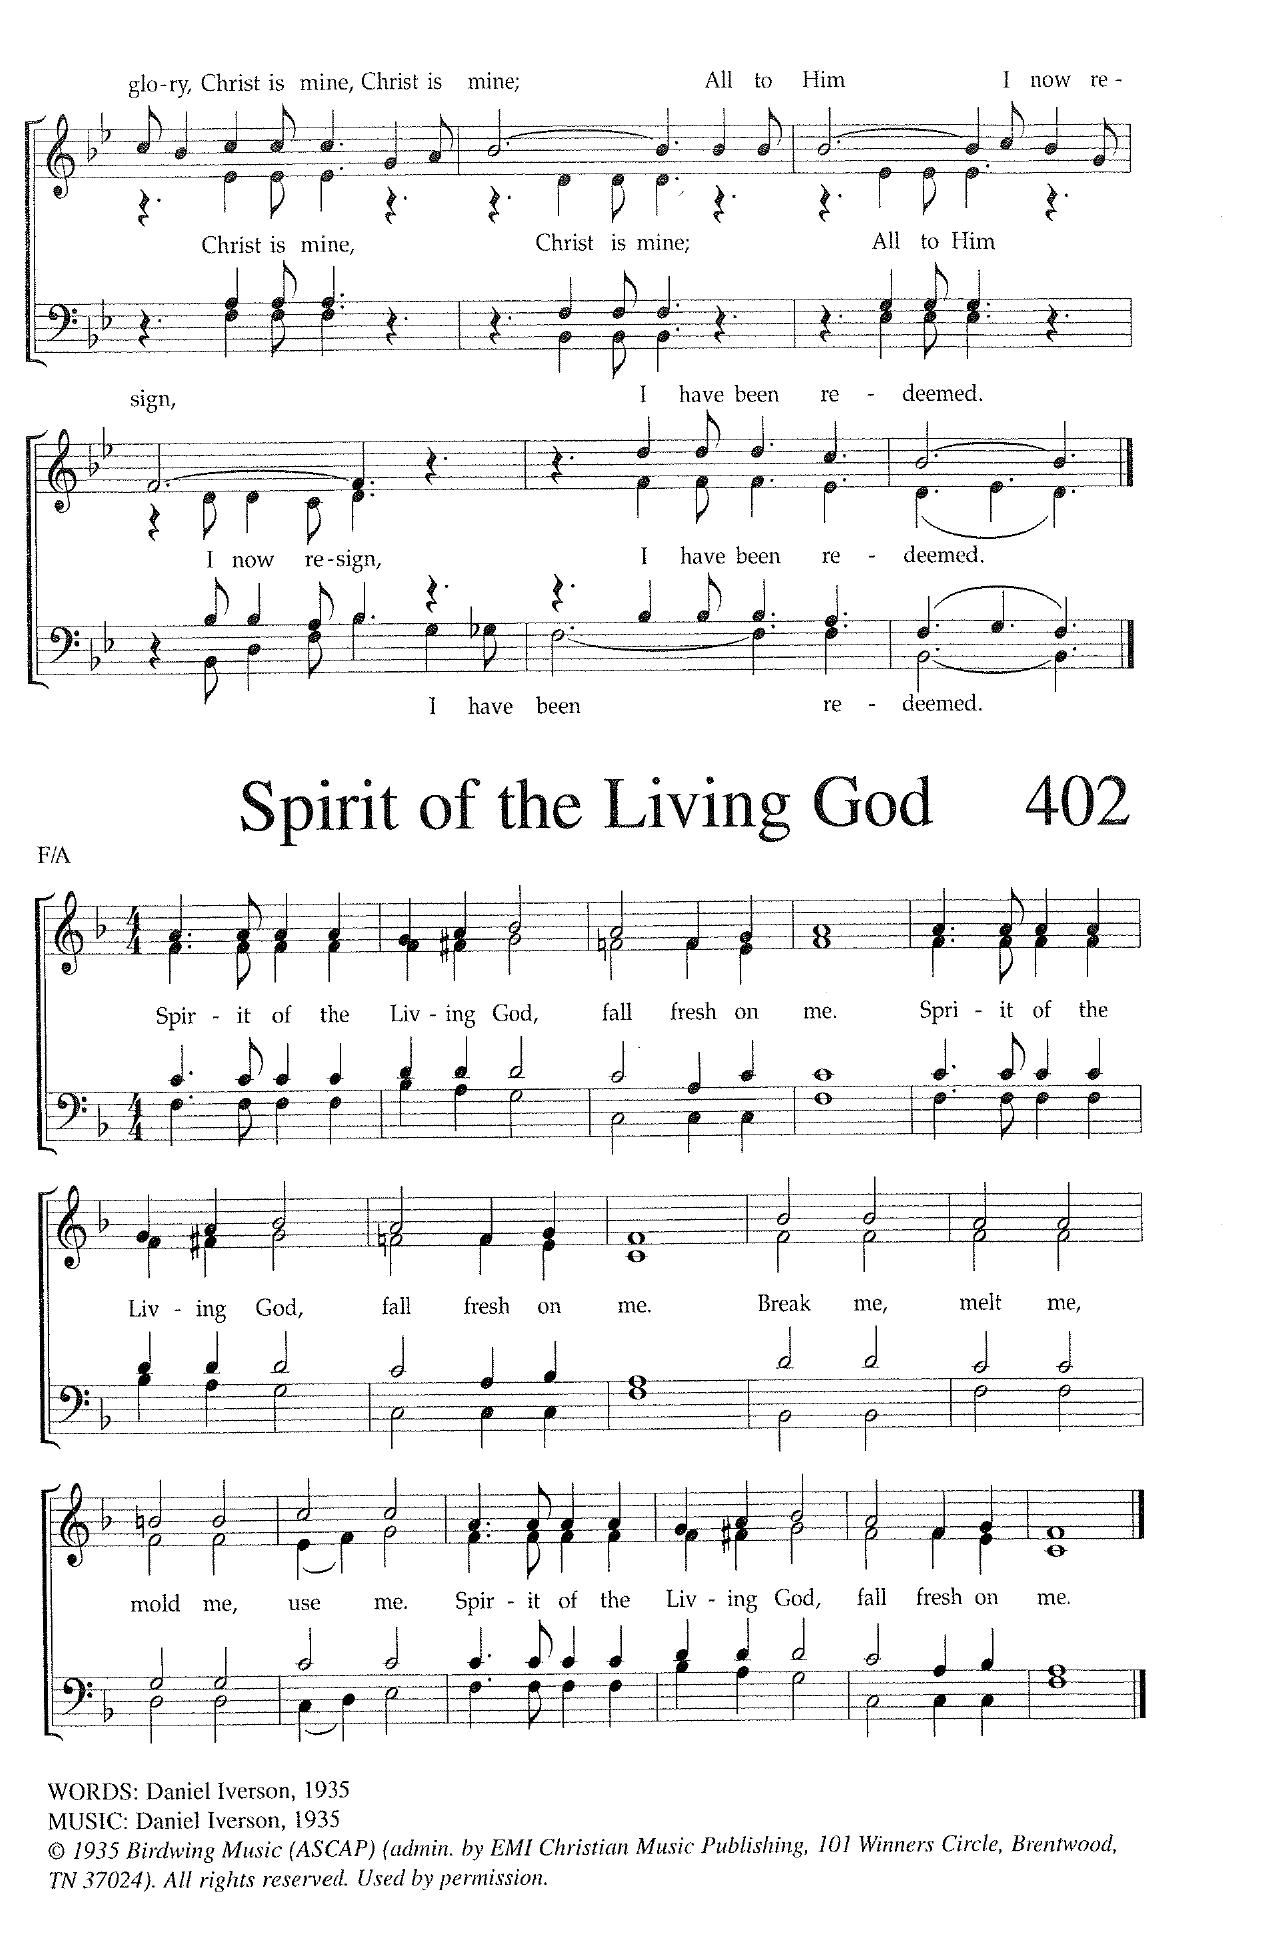 glo-ry, Christ is mine, Christ is mine; All to Him I now re -
Christ is mine, Christ is mine; All to Him
sign, I have been re - deemed.
I now re-sign, I have been re - deemed.
I have been re - deemed.
Spirit of the Living God 402
F/A
Spir - it of the Liv - ing God, fall fresh on me. Spri - it of the
Liv - ing God, fall fresh on me. Break me, melt me,
mold me, use me. Spir - it of the Liv - ing God, fall fresh on me.
WORDS: Daniel Iverson, 1935
MUSIC: Daniel Iverson, 1935
© 1935 Birdwing Music (ASCAP) (admin. by EMI Christian Music Publishing, 101 Winners Circle, Brentwood,
TN 37024). All rights reserved. Used by permission.